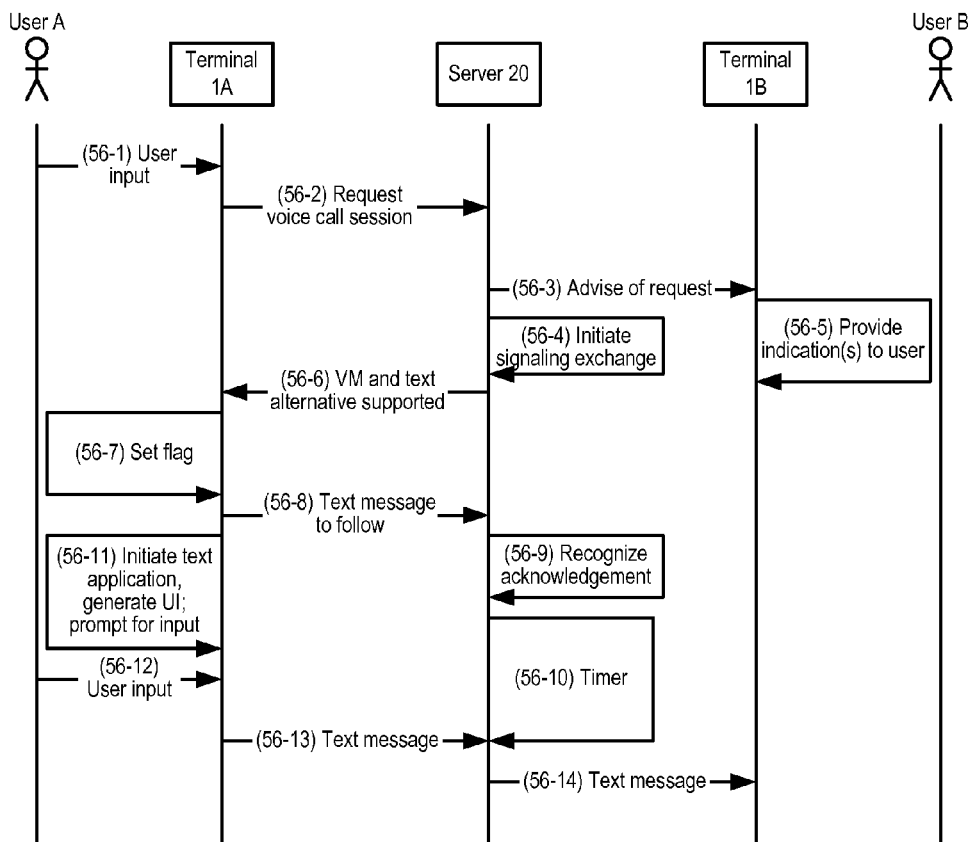 User A
User B
Terminal
1A
Server 20
Terminal
1B
(56-1) User
input
(56-2) Request
voice call session
(56-3) Advise of request
(56-4) Initiate
signaling exchange
(56-5) Provide
indication(s) to user
(56-6) VM and text
alternative supported
(56-7) Set flag
(56-8) Text message
to follow
(56-9) Recognize
acknowledgement
(56-11) Initiate text
application,
generate UI;
prompt for input
(56-10) Timer
(56-12)
User input
(56-13) Text message
(56-14) Text message